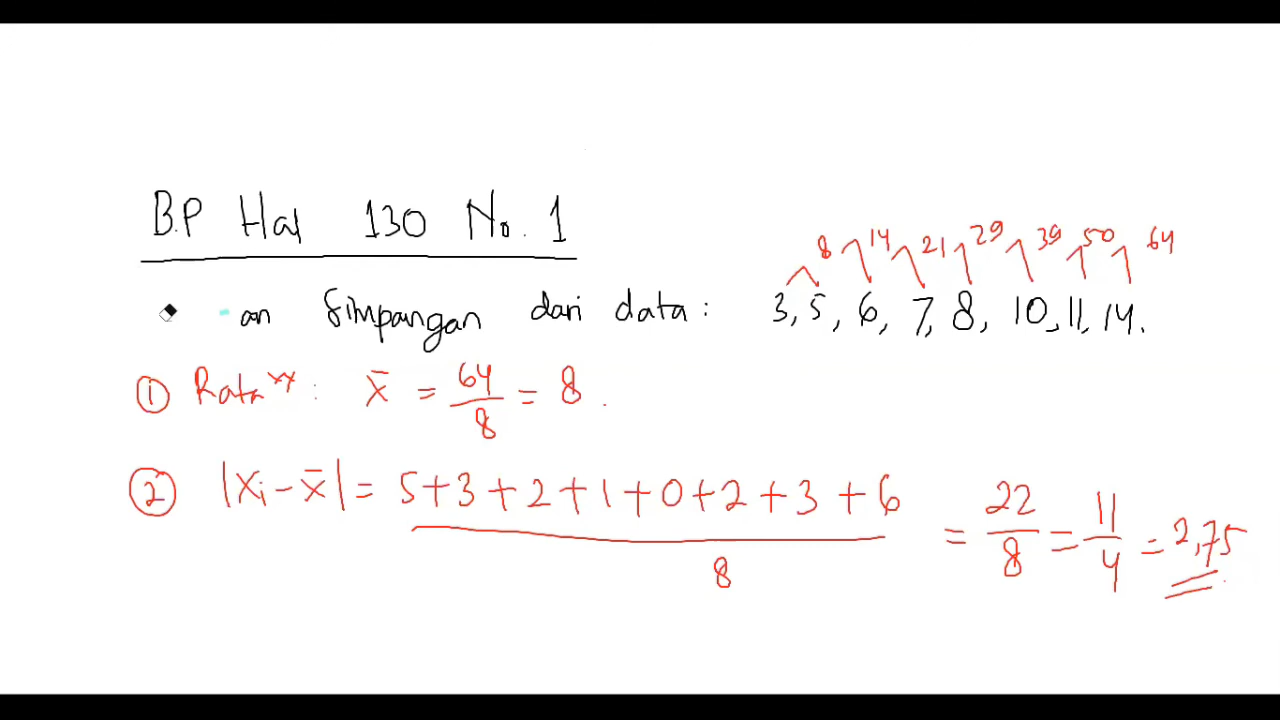 B.P Hal 130 No. 1
8 14 21 29 39 50 64
an Simpangan dari data : 3, 5, 6, 7, 8, 10, 11, 14.
① Rata" : x̄ = 64/8 = 8 .
② |xi - x̄| = 5+3+2+1+0+2+3+6 / 8 = 22/8 = 11/4 = 2,75